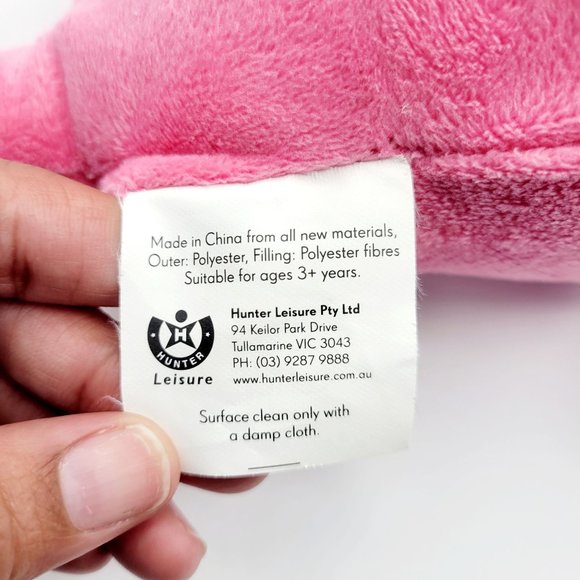 Made in China from all new materials,
Outer: Polyester, Filling: Polyester fibres
Suitable for ages 3+ years.
H
HUNTER
Leisure
Hunter Leisure Pty Ltd
94 Keilor Park Drive
Tullamarine VIC 3043
PH: (03) 9287 9888
www.hunterleisure.com.au
Surface clean only with
a damp cloth.